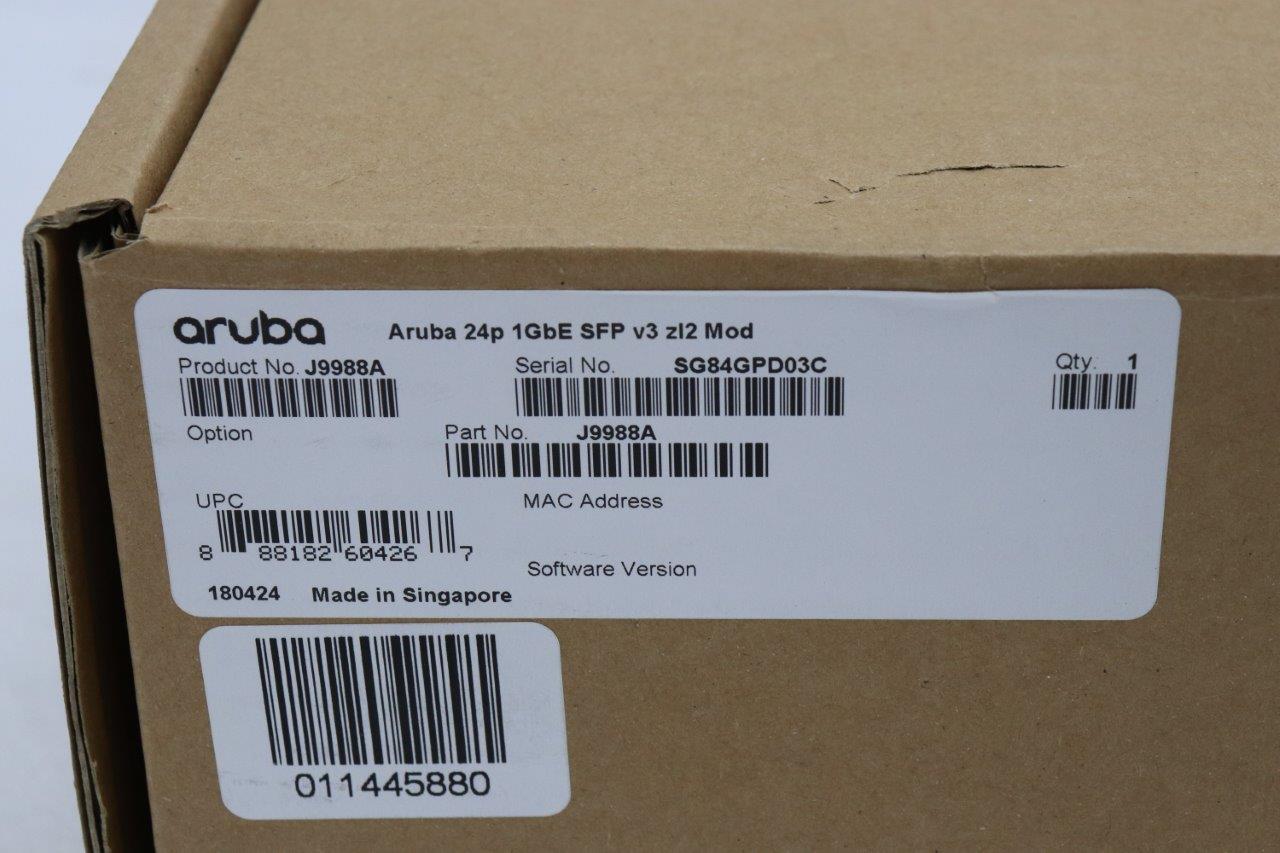 aruba Aruba 24p 1GbE SFP v3 zl2 Mod
Product No. J9988A Serial No. SG84GPD03C Qty: 1
Option Part No. J9988A
UPC MAC Address
8 88182 60426 7
Software Version
180424 Made in Singapore
011445880